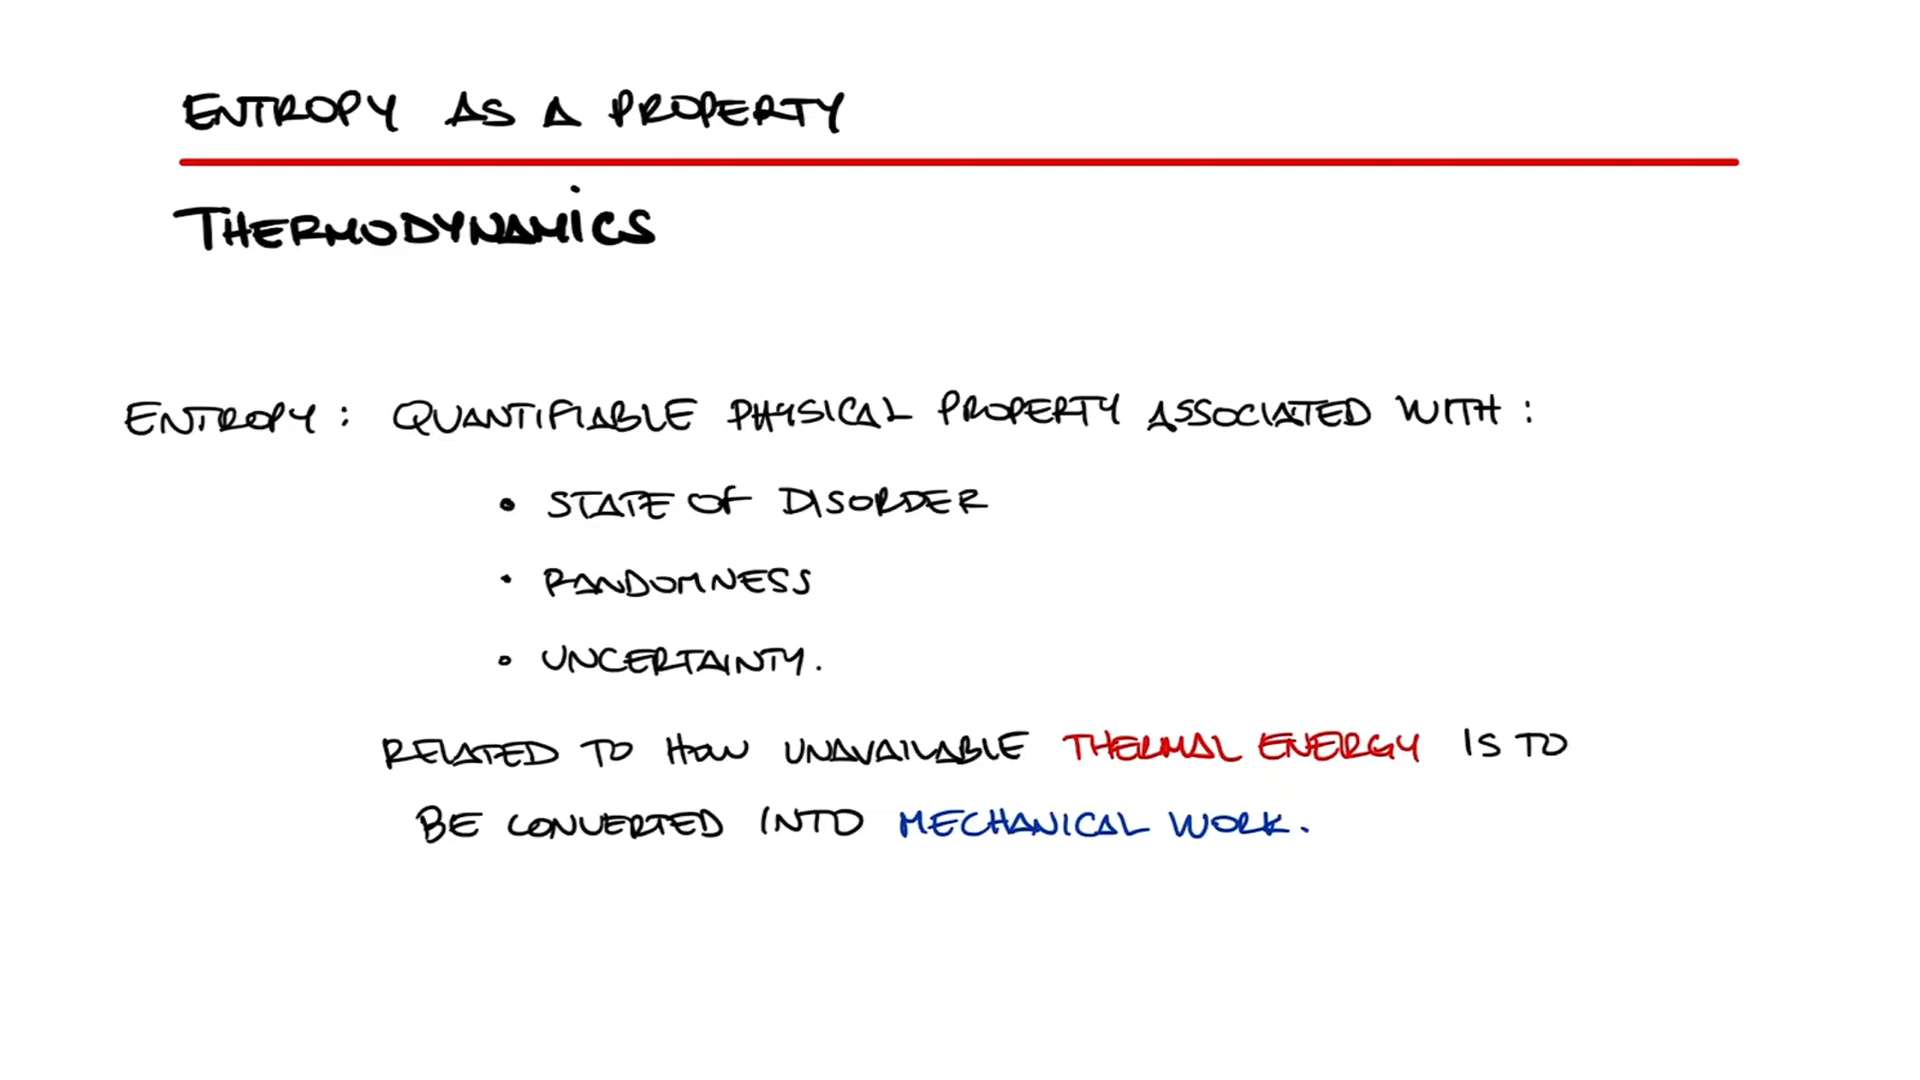 ENTROPY AS A PROPERTY
THERMODYNAMICS
ENTROPY: QUANTIFIABLE PHYSICAL PROPERTY ASSOCIATED WITH:
• STATE OF DISORDER
• RANDOMNESS
• UNCERTAINTY.
RELATED TO HOW UNAVAILABLE THERMAL ENERGY IS TO
BE CONVERTED INTO MECHANICAL WORK.